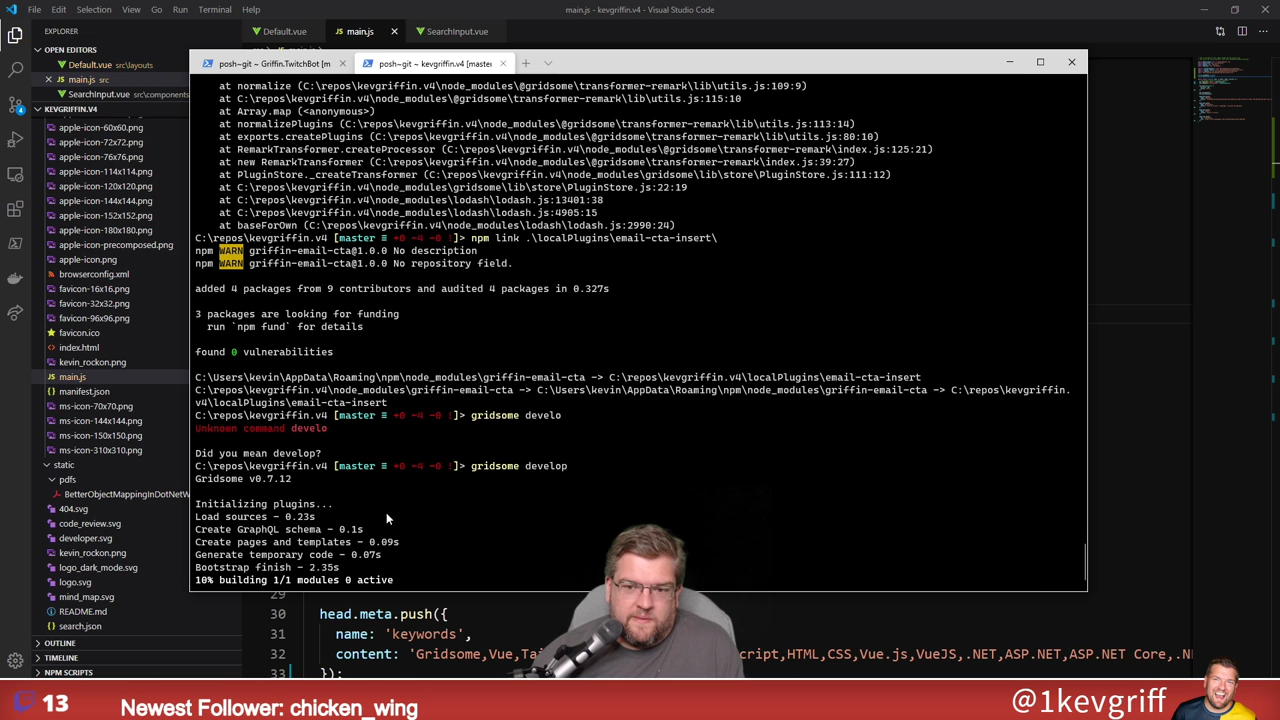 File Edit Selection View Go Run Terminal Help main.js - kevgriffin.v4 - Visual Studio Code
EXPLORER Default.vue main.js SearchInput.vue
OPEN EDITORS
Default.vue src\layouts
main.js src
SearchInput.vue src\components
KEVGRIFFIN.V4
apple-icon-60x60.png
apple-icon-72x72.png
apple-icon-76x76.png
apple-icon-114x114.png
apple-icon-120x120.png
apple-icon-144x144.png
apple-icon-152x152.png
apple-icon-180x180.png
apple-icon-precomposed.png
apple-icon.png
browserconfig.xml
favicon-16x16.png
favicon-32x32.png
favicon-96x96.png
favicon.ico
index.html
kevin_rockon.png
main.js
manifest.json
ms-icon-70x70.png
ms-icon-144x144.png
ms-icon-150x150.png
ms-icon-310x310.png
static
pdfs
BetterObjectMappingInDotNetW
404.svg
code_review.svg
developer.svg
kevin_rockon.png
logo_dark_mode.svg
logo.svg
mind_map.svg
README.md
search.json
OUTLINE
TIMELINE
NPM SCRIPTS
4
posh~git ~ Griffin.TwitchBot [m posh~git ~ kevgriffin.v4 [master
at normalize (C:\repos\kevgriffin.v4\node_modules\@gridsome\transformer-remark\lib\utils.js:109:9)
at C:\repos\kevgriffin.v4\node_modules\@gridsome\transformer-remark\lib\utils.js:115:10
at Array.map (<anonymous>)
at normalizePlugins (C:\repos\kevgriffin.v4\node_modules\@gridsome\transformer-remark\lib\utils.js:113:14)
at exports.createPlugins (C:\repos\kevgriffin.v4\node_modules\@gridsome\transformer-remark\lib\utils.js:80:10)
at RemarkTransformer.createProcessor (C:\repos\kevgriffin.v4\node_modules\@gridsome\transformer-remark\index.js:125:21)
at new RemarkTransformer (C:\repos\kevgriffin.v4\node_modules\@gridsome\transformer-remark\index.js:39:27)
at PluginStore._createTransformer (C:\repos\kevgriffin.v4\node_modules\gridsome\lib\store\PluginStore.js:111:12)
at C:\repos\kevgriffin.v4\node_modules\gridsome\lib\store\PluginStore.js:22:19
at C:\repos\kevgriffin.v4\node_modules\lodash\lodash.js:13401:38
at C:\repos\kevgriffin.v4\node_modules\lodash\lodash.js:4905:15
at baseForOwn (C:\repos\kevgriffin.v4\node_modules\lodash\lodash.js:2990:24)
C:\repos\kevgriffin.v4 [master ≡ +0 ~4 -0 !]> npm link .\localPlugins\email-cta-insert\
npm WARN griffin-email-cta@1.0.0 No description
npm WARN griffin-email-cta@1.0.0 No repository field.
added 4 packages from 9 contributors and audited 4 packages in 0.327s
3 packages are looking for funding
run `npm fund` for details
found 0 vulnerabilities
C:\Users\kevin\AppData\Roaming\npm\node_modules\griffin-email-cta -> C:\repos\kevgriffin.v4\localPlugins\email-cta-insert
C:\repos\kevgriffin.v4\node_modules\griffin-email-cta -> C:\Users\kevin\AppData\Roaming\npm\node_modules\griffin-email-cta -> C:\repos\kevgriffin.
v4\localPlugins\email-cta-insert
C:\repos\kevgriffin.v4 [master ≡ +0 ~4 -0 !]> gridsome develo
Unknown command develo
Did you mean develop?
C:\repos\kevgriffin.v4 [master ≡ +0 ~4 -0 !]> gridsome develop
Gridsome v0.7.12
Initializing plugins...
Load sources - 0.23s
Create GraphQL schema - 0.1s
Create pages and templates - 0.09s
Generate temporary code - 0.07s
Bootstrap finish - 2.35s
10% building 1/1 modules 0 active
29
30 head.meta.push({
31 name: 'keywords',
32 content: 'Gridsome,Vue,Tai cript,HTML,CSS,Vue.js,VueJS,.NET,ASP.NET,ASP.NET Core,.NE
33 });
13 Newest Follower: chicken_wing @1kevgriff